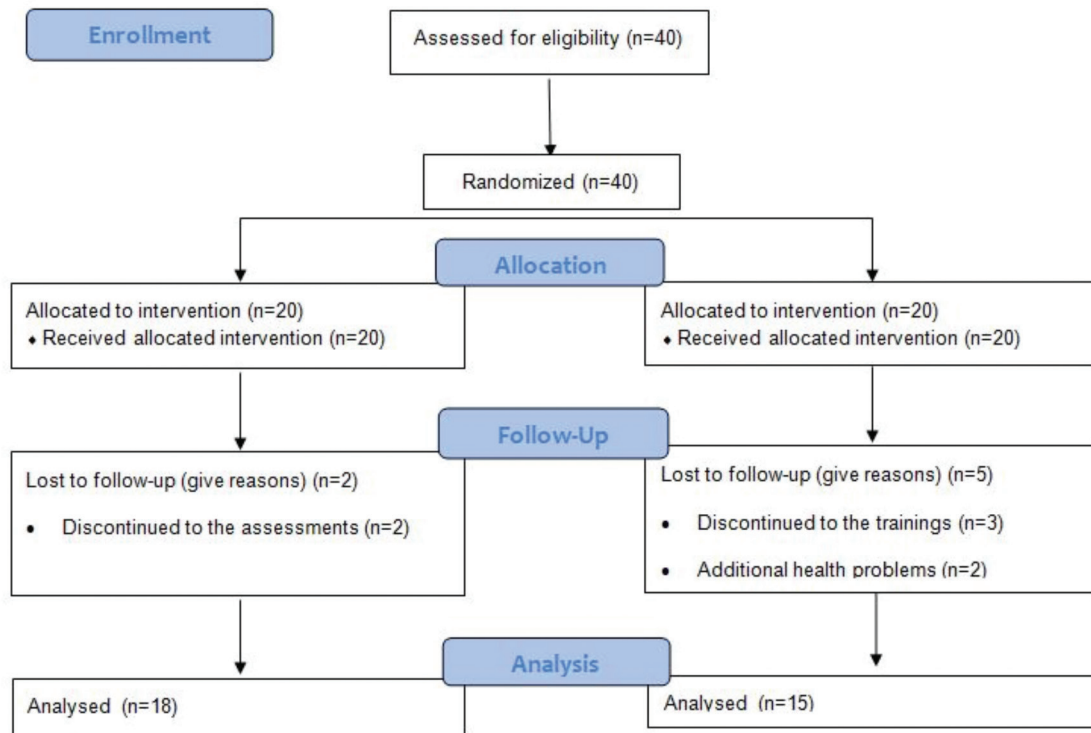 Enrollment
Assessed for eligibility (n=40)
Randomized (n=40)
Allocation
Allocated to intervention (n=20)
♦ Received allocated intervention (n=20)
Allocated to intervention (n=20)
♦ Received allocated intervention (n=20)
Follow-Up
Lost to follow-up (give reasons) (n=2)
• Discontinued to the assessments (n=2)
Lost to follow-up (give reasons) (n=5)
• Discontinued to the trainings (n=3)
• Additional health problems (n=2)
Analysis
Analysed (n=18)
Analysed (n=15)